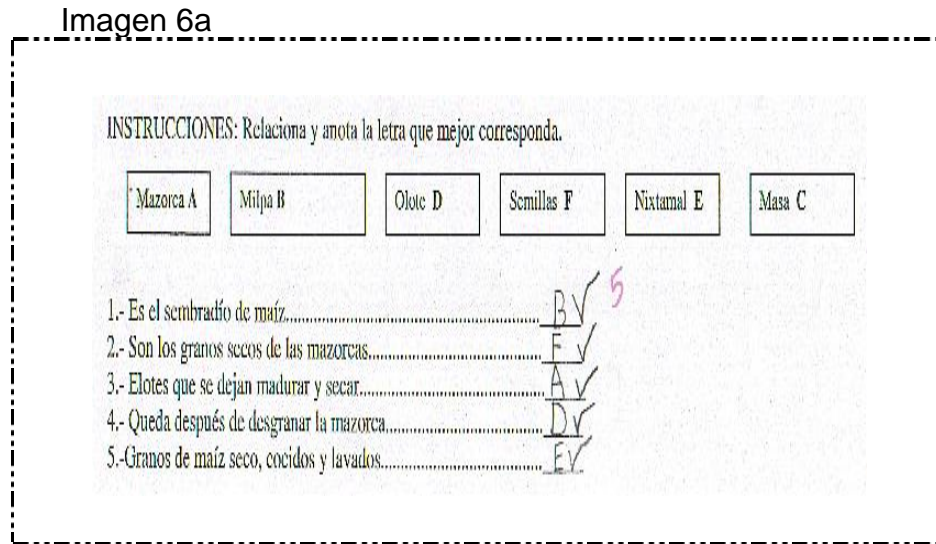 Imagen 6a
INSTRUCCIONES: Relaciona y anota la letra que mejor corresponda.
Mazorca A Milpa B Olote D Semillas F Nixtamal E Masa C
1.- Es el sembradío de maíz.......................................................... B ✓ 5
2.- Son los granos secos de las mazorcas....................................... F ✓
3.- Elotes que se dejan madurar y secar......................................... A ✓
4.- Queda después de desgranar la mazorca................................... D ✓
5.-Granos de maíz seco, cocidos y lavados.................................... E ✓